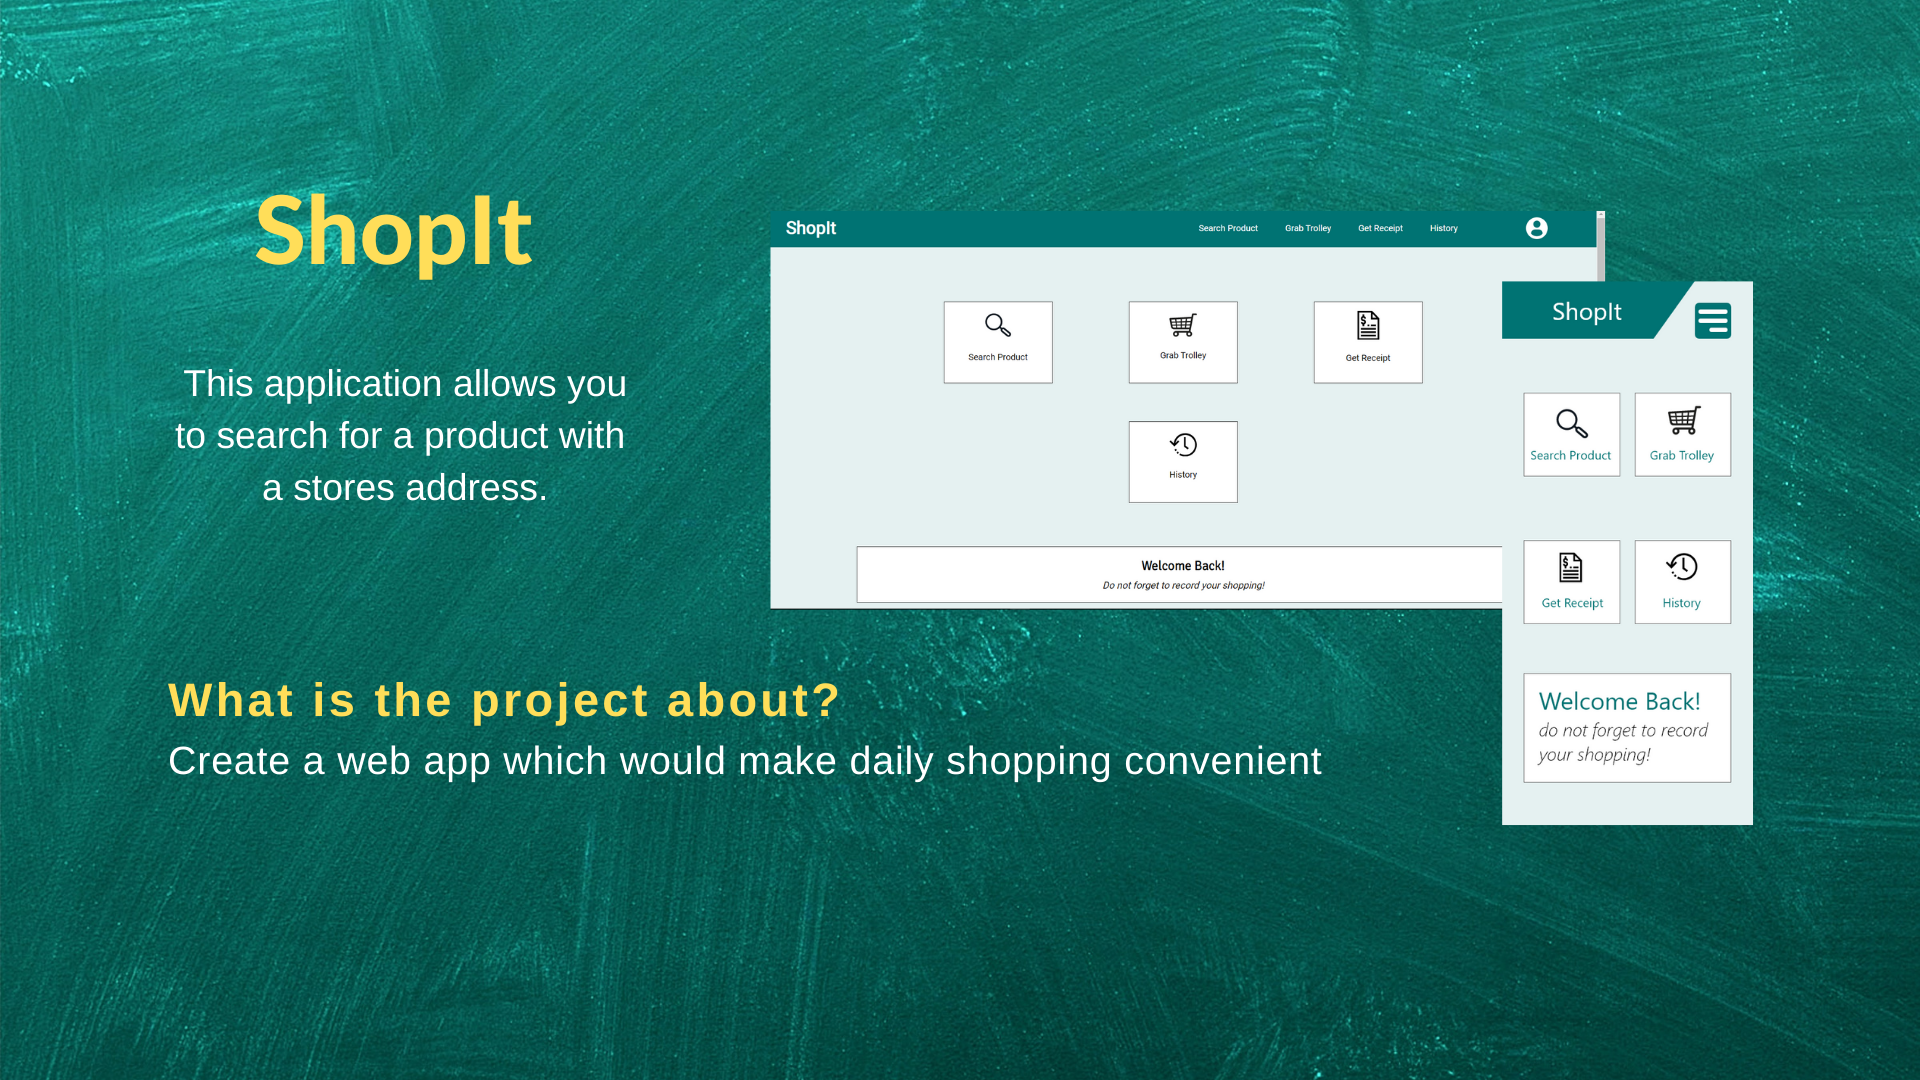 ShopIt
This application allows you
to search for a product with
a stores address.
ShopIt
Search Product
Grab Trolley
Get Receipt
History
Search Product
Grab Trolley
Get Receipt
History
Welcome Back!
Do not forget to record your shopping!
ShopIt
Search Product
Grab Trolley
Get Receipt
History
Welcome Back!
do not forget to record
your shopping!
What is the project about?
Create a web app which would make daily shopping convenient